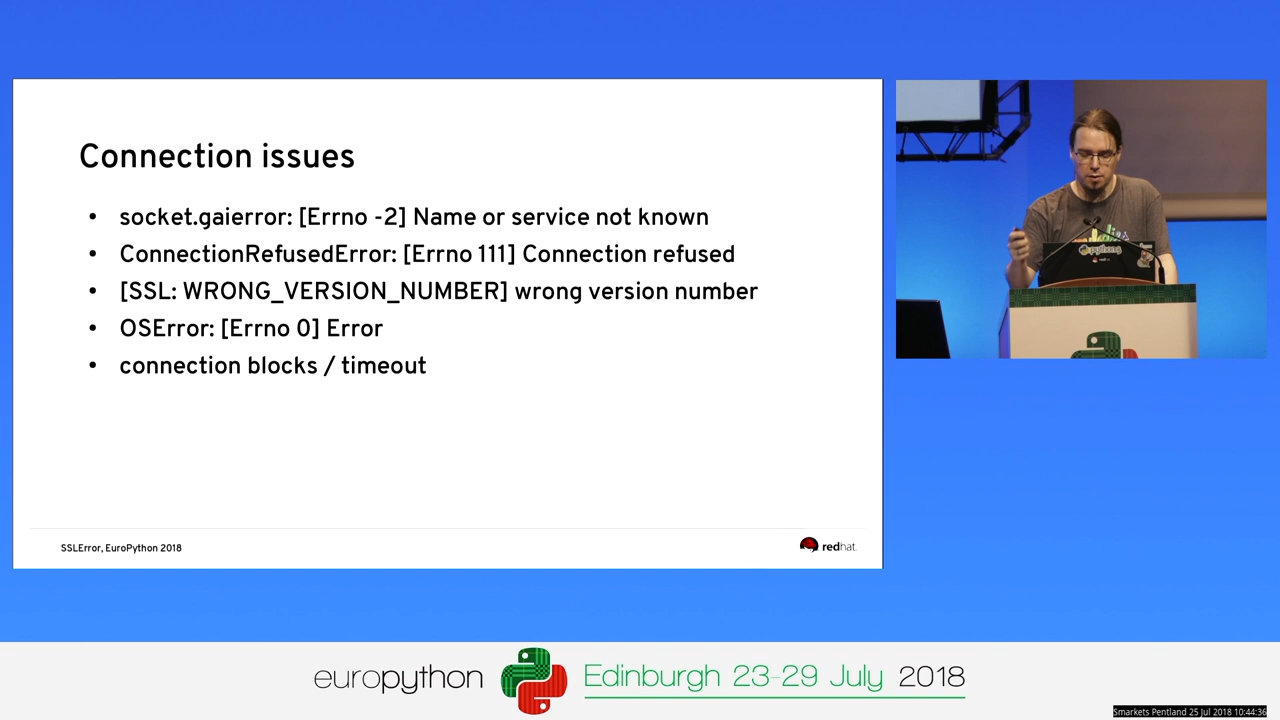 Connection issues
• socket.gaierror: [Errno -2] Name or service not known
• ConnectionRefusedError: [Errno 111] Connection refused
• [SSL: WRONG_VERSION_NUMBER] wrong version number
• OSError: [Errno 0] Error
• connection blocks / timeout
SSLError, EuroPython 2018
redhat.
europython
Edinburgh 23-29 July 2018
Smarkets Pentland 25 Jul 2018 10:44:36